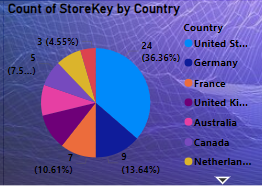 Count of StoreKey by Country
3 (4.55%)
5
(7.5...)
24
(36.36%)
7
(10.61%)
9
(13.64%)
Country
United St...
Germany
France
United Ki...
Australia
Canada
Netherlan...